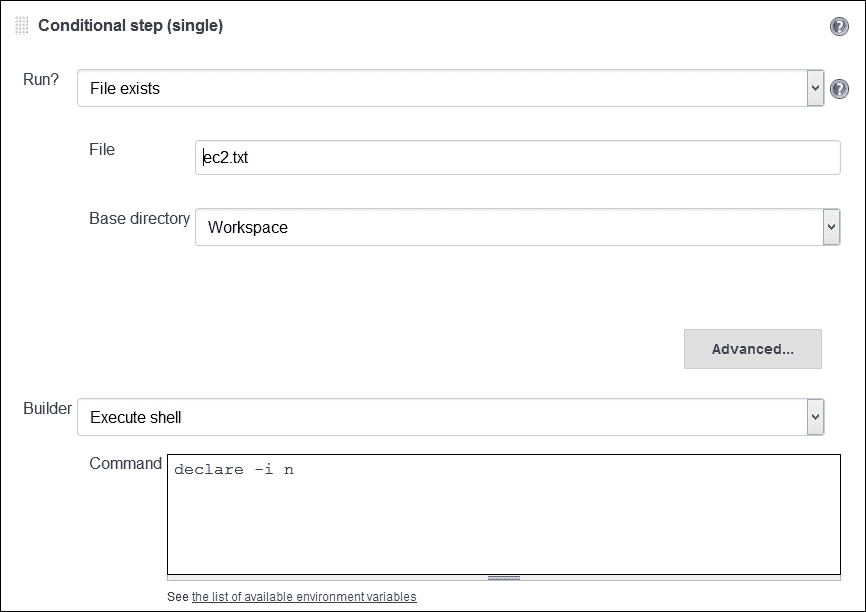 Conditional step (single)
Run? File exists
File ec2.txt
Base directory Workspace
Advanced...
Builder Execute shell
Command declare -i n
See the list of available environment variables